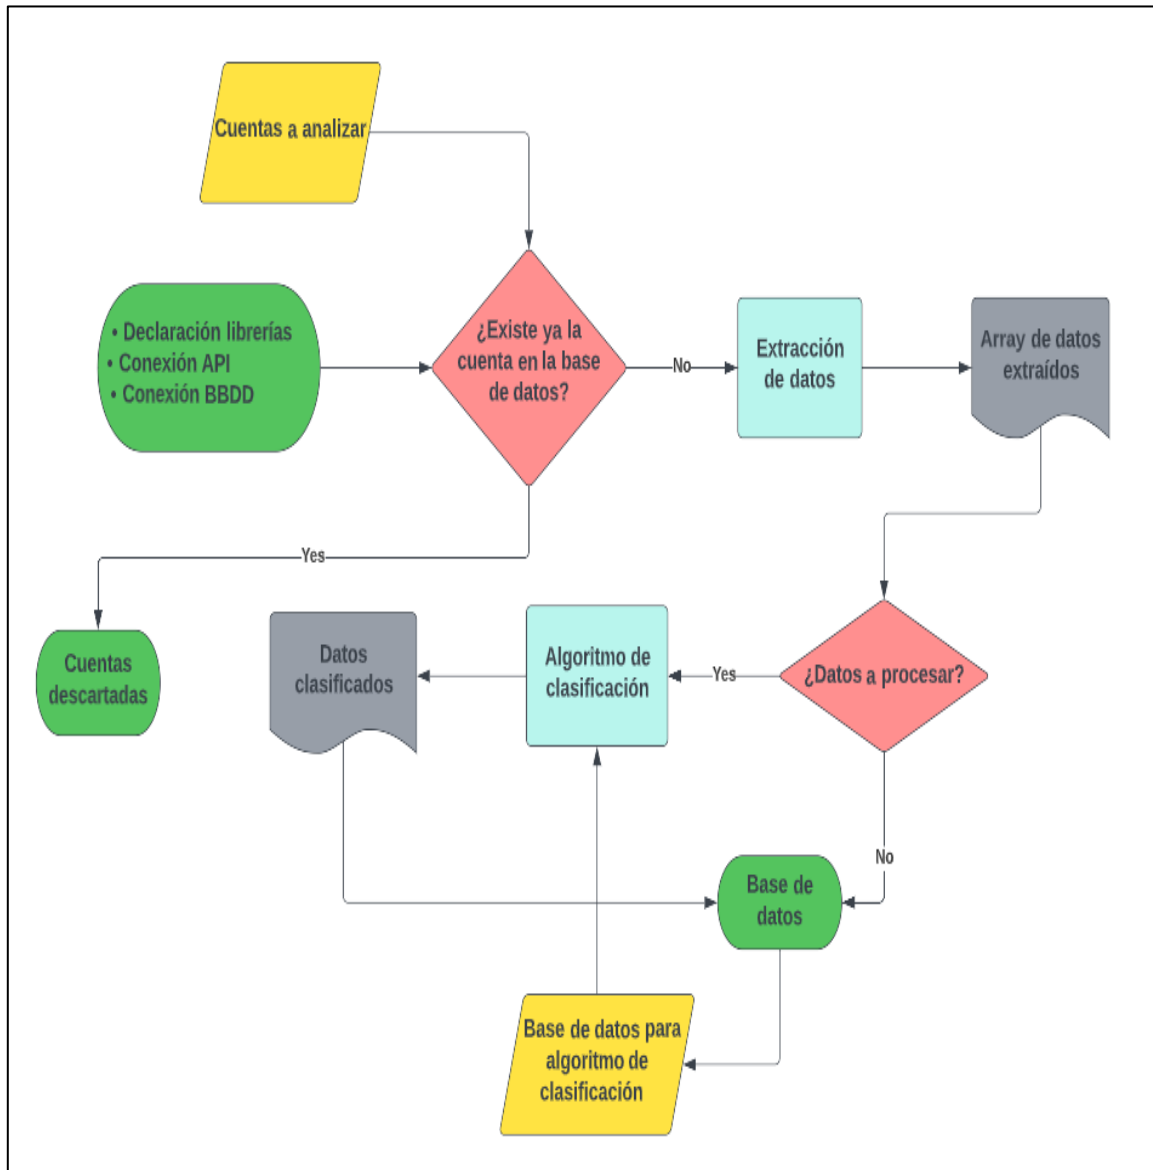 Cuentas a analizar
• Declaración librerías
• Conexión API
• Conexión BBDD
¿Existe ya la
cuenta en la base
de datos?
No
Extracción
de datos
Array de datos
extraídos
Yes
Cuentas
descartadas
Datos
clasificados
Algoritmo de
clasificación
Yes
¿Datos a procesar?
No
Base de
datos
Base de datos para
algoritmo de
clasificación